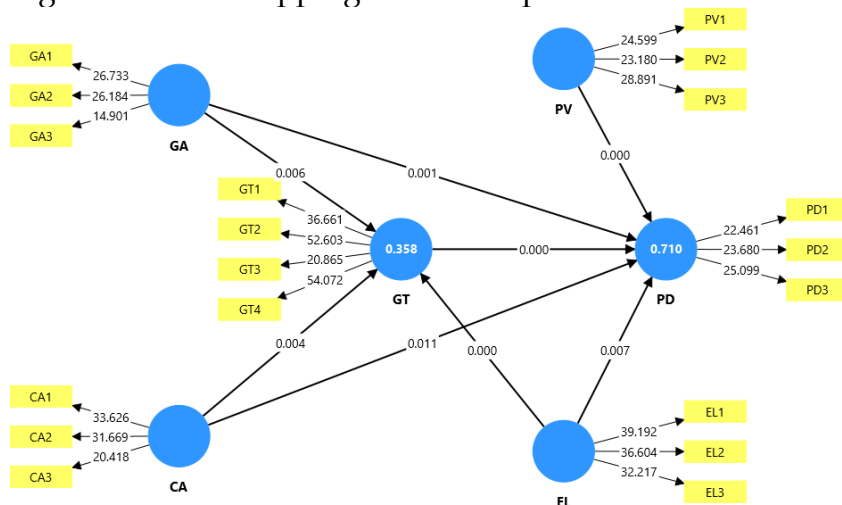 PV1
24.599
GA1
PV2
23.180
26.733
GA2
26.184
28.891
PV3
14.901
GA3
PV
GA
0.000
0.006
0.001
GT1
36.661
PD1
GT2
22.461
52.603
0.358
0.000
0.710
23.680
PD2
20.865
GT3
25.099
54.072
PD3
GT4
GT
PD
0.004
0.011
0.000
0.007
CA1
33.626
EL1
39.192
CA2
31.669
36.604
EL2
20.418
32.217
CA3
CA
EL3